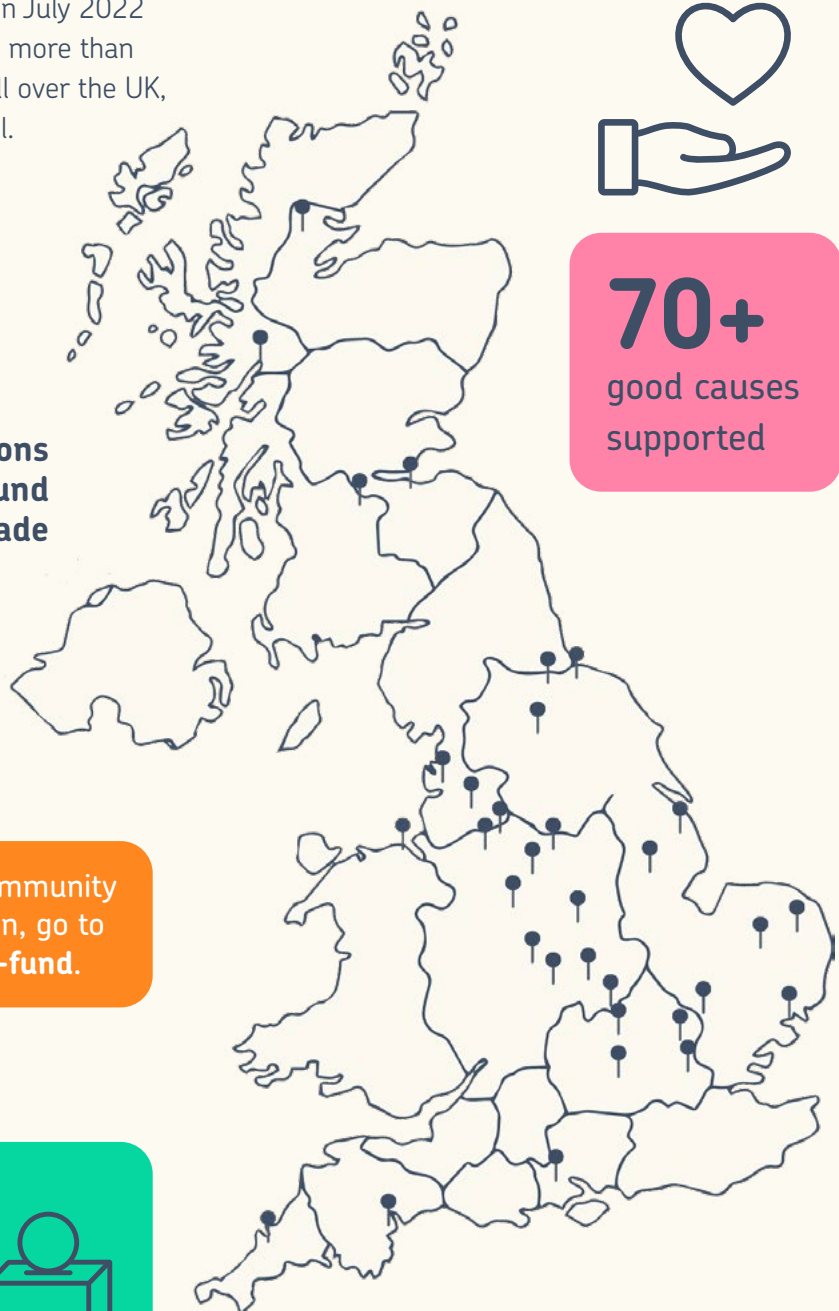 n July 2022
more than
ll over the UK,
l.
70+
good causes
supported
ons
und
ade
mmunity
n, go to
-fund.